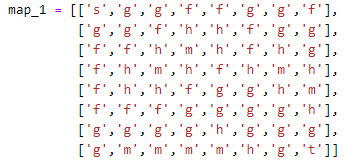 map_1 = [['s','g','g','f','f','g','g','f'],
['g','g','f','h','h','f','g','g'],
['f','f','h','m','h','f','h','g'],
['f','h','m','h','f','h','m','h'],
['f','h','h','f','g','g','h','m'],
['f','f','f','g','g','g','g','h'],
['g','g','g','g','h','g','g','g'],
['g','m','m','m','m','h','g','t']]